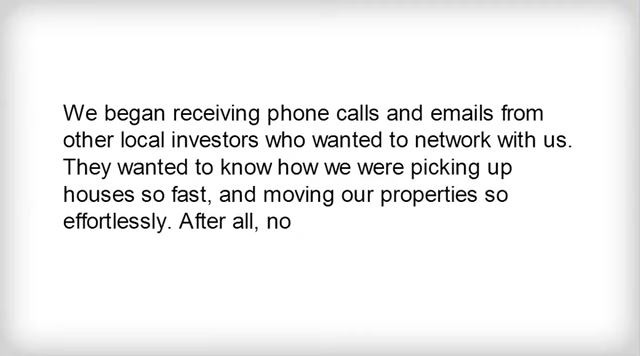 We began receiving phone calls and emails from
other local investors who wanted to network with us.
They wanted to know how we were picking up
houses so fast, and moving our properties so
effortlessly. After all, no